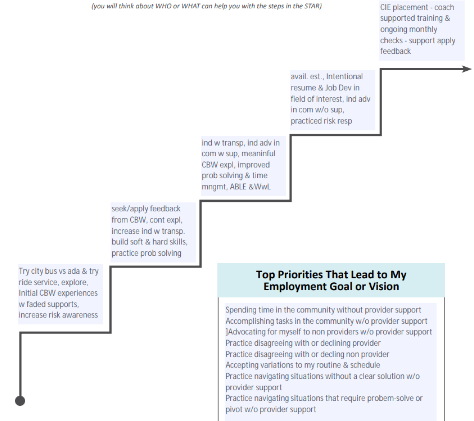 (you will think about WHO or WHAT can help you with the steps in the STAR)
CIE placement - coach
supported training &
ongoing monthly
checks - support apply
feedback
avail. est., Intentional
resume & Job Dev in
field of interest, ind adv
in com w/o sup,
practiced risk resp
ind w transp, ind adv in
com w sup, meaninful
CBW expl, improved
prob solving & time
mngmt, ABLE &WwL
seek/apply feedback
from CBW, cont expl,
increase ind w transp.
build soft & hard skills,
practice prob solving
Try city bus vs ada & try
ride service, explore,
Initial CBW experiences
w faded supports,
increase risk awareness
Top Priorities That Lead to My
Employment Goal or Vision
Spending time in the community without provider support
Accomplishing tasks in the community w/o provider support
]Advocating for myself to non providers w/o provider support
Practice disagreeing with or declining provider
Practice disagreeing with or decling non provider
Accepting variations to my routine & schedule
Practice navigating situations without a clear solution w/o
provider support
Practice navigating situations that require probem-solve or
pivot w/o provider support